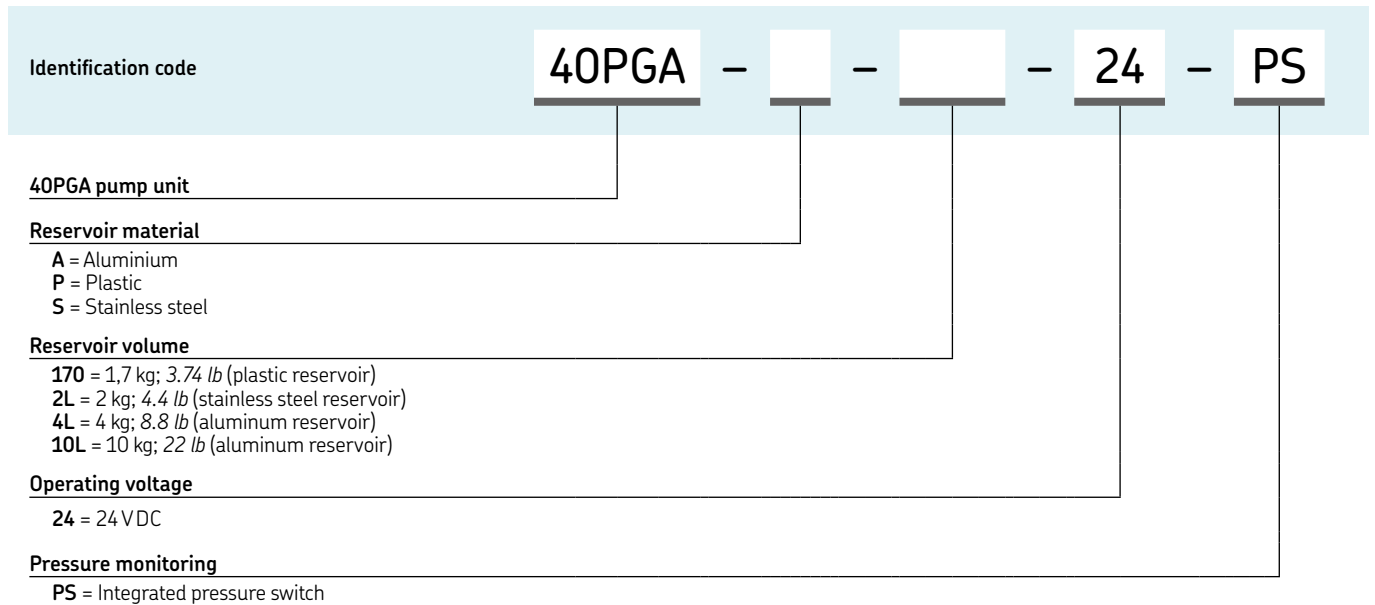 Identification code 40PGA – – – 24 – PS
40PGA pump unit
Reservoir material
A = Aluminium
P = Plastic
S = Stainless steel
Reservoir volume
170 = 1,7 kg; 3.74 lb (plastic reservoir)
2L = 2 kg; 4.4 lb (stainless steel reservoir)
4L = 4 kg; 8.8 lb (aluminum reservoir)
10L = 10 kg; 22 lb (aluminum reservoir)
Operating voltage
24 = 24 VDC
Pressure monitoring
PS = Integrated pressure switch